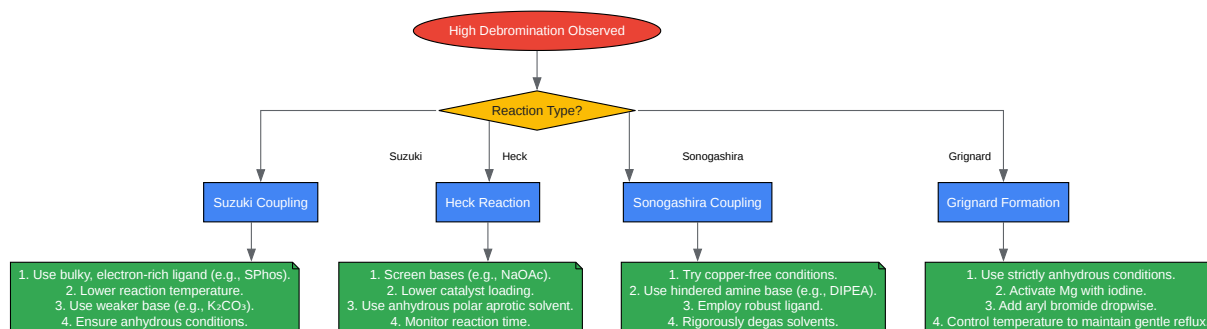 High Debromination Observed
Reaction Type?
Suzuki
Heck
Sonogashira
Grignard
Suzuki Coupling
Heck Reaction
Sonogashira Coupling
Grignard Formation
1. Use bulky, electron-rich ligand (e.g., SPhos).
2. Lower reaction temperature.
3. Use weaker base (e.g., K₂CO₃).
4. Ensure anhydrous conditions.
1. Screen bases (e.g., NaOAc).
2. Lower catalyst loading.
3. Use anhydrous polar aprotic solvent.
4. Monitor reaction time.
1. Try copper-free conditions.
2. Use hindered amine base (e.g., DIPEA).
3. Employ robust ligand.
4. Rigorously degas solvents.
1. Use strictly anhydrous conditions.
2. Activate Mg with iodine.
3. Add aryl bromide dropwise.
4. Control temperature to maintain gentle reflux